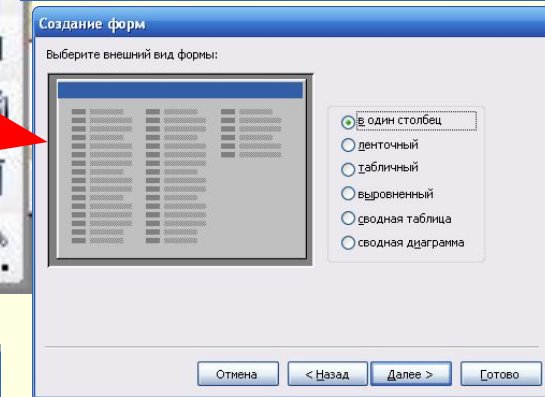 Создание форм
Выберите внешний вид формы:
в один столбец
ленточный
табличный
выровненный
сводная таблица
сводная диаграмма
Отмена
< Назад
Далее >
Готово